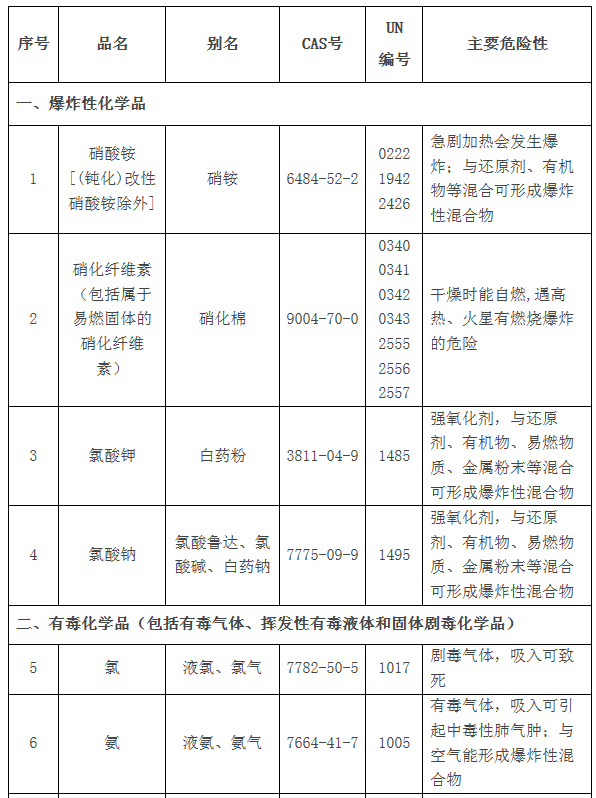 序号 品名 别名 CAS号 UN编号 主要危险性
一、爆炸性化学品
1 硝酸铵[(钝化)改性硝酸铵除外] 硝铵 6484-52-2 0222 1942 2426 急剧加热会发生爆炸；与还原剂、有机物等混合可形成爆炸性混合物
2 硝化纤维素（包括属于易燃固体的硝化纤维素） 硝化棉 9004-70-0 0340 0341 0342 0343 2555 2556 2557 干燥时能自燃,遇高热、火星有燃烧爆炸的危险
3 氯酸钾 白药粉 3811-04-9 1485 强氧化剂，与还原剂、有机物、易燃物质、金属粉末等混合可形成爆炸性混合物
4 氯酸钠 氯酸鲁达、氯酸碱、白药钠 7775-09-9 1495 强氧化剂，与还原剂、有机物、易燃物质、金属粉末等混合可形成爆炸性混合物
二、有毒化学品（包括有毒气体、挥发性有毒液体和固体剧毒化学品）
5 氯 液氯、氯气 7782-50-5 1017 剧毒气体，吸入可致死
6 氨 液氨、氨气 7664-41-7 1005 有毒气体，吸入可引起中毒性肺气肿；与空气能形成爆炸性混合物